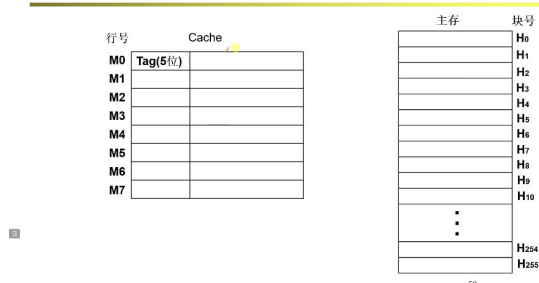 行号 Cache
M0 Tag(5位)
M1
M2
M3
M4
M5
M6
M7
主存 块号
H0
H1
H2
H3
H4
H5
H6
H7
H8
H9
H10
H254
H255